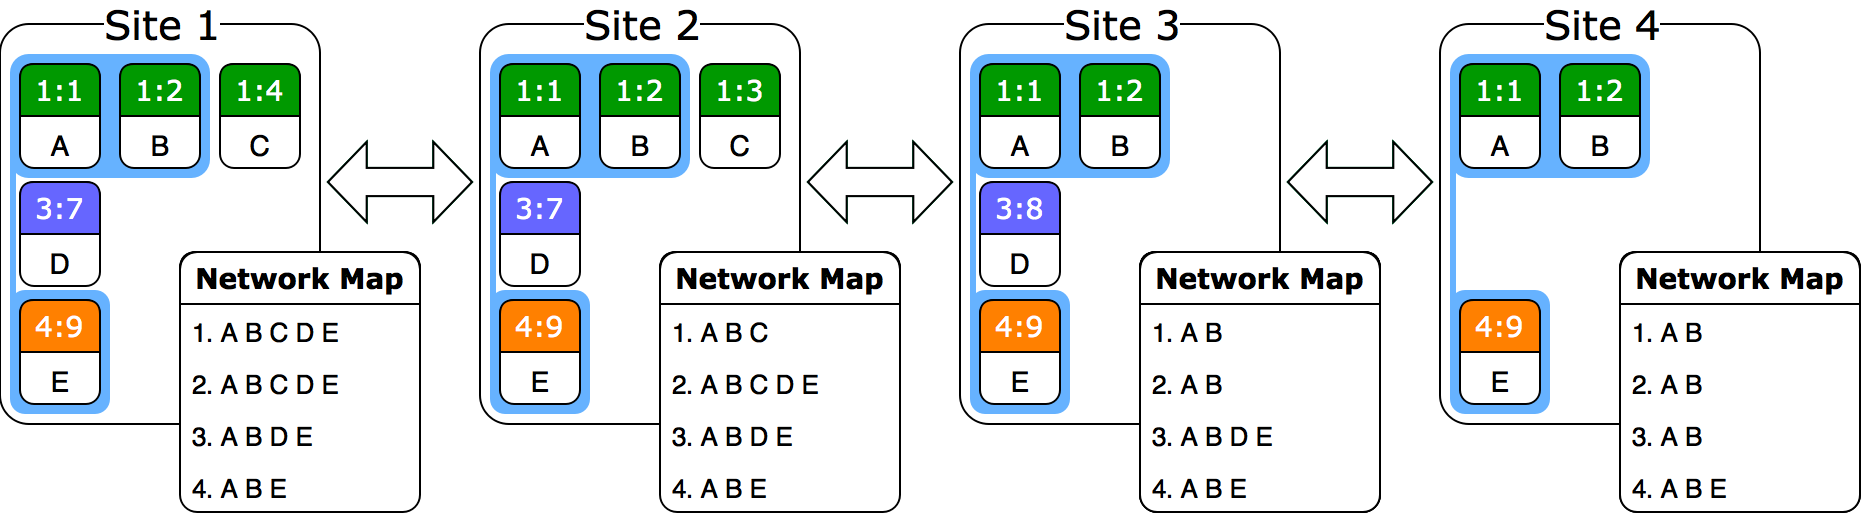 Site 1
1:1 1:2 1:4
A B C
3:7
D
4:9
E
Network Map
1. A B C D E
2. A B C D E
3. A B D E
4. A B E
Site 2
1:1 1:2 1:3
A B C
3:7
D
4:9
E
Network Map
1. A B C
2. A B C D E
3. A B D E
4. A B E
Site 3
1:1 1:2
A B
3:8
D
4:9
E
Network Map
1. A B
2. A B
3. A B D E
4. A B E
Site 4
1:1 1:2
A B
4:9
E
Network Map
1. A B
2. A B
3. A B
4. A B E